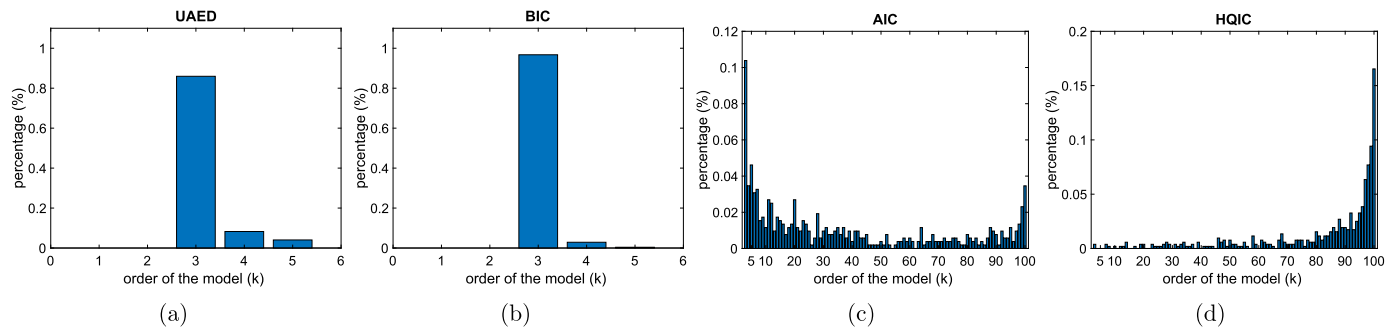 UAED
percentage (%)
1
0.8
0.6
0.4
0.2
0
0 1 2 3 4 5 6
order of the model (k)
(a)
BIC
percentage (%)
1
0.8
0.6
0.4
0.2
0
0 1 2 3 4 5 6
order of the model (k)
(b)
AIC
percentage (%)
0.12
0.1
0.08
0.06
0.04
0.02
0
5 10 20 30 40 50 60 70 80 90 100
order of the model (k)
(c)
HQIC
percentage (%)
0.2
0.15
0.1
0.05
0
5 10 20 30 40 50 60 70 80 90 100
order of the model (k)
(d)